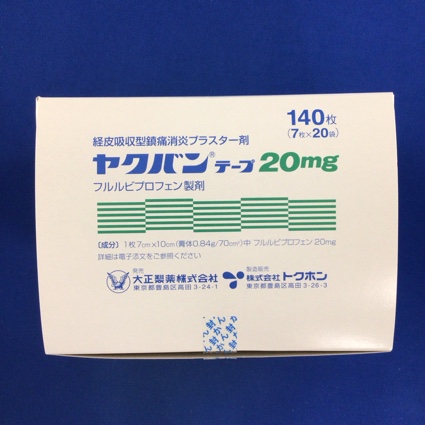 140枚
(7枚×20袋)
経皮吸収型鎮痛消炎プラスター剤
ヤクバン®テープ 20mg
フルルビプロフェン製剤
〔成分〕 1枚7cm×10cm(膏体0.84g/70cm²)中 フルルビプロフェン20mg
詳細は電子添文をご参照ください
発売
大正製薬株式会社
東京都豊島区高田3-24-1
製造販売
株式会社 トクホン
東京都豊島区高田3-26-3